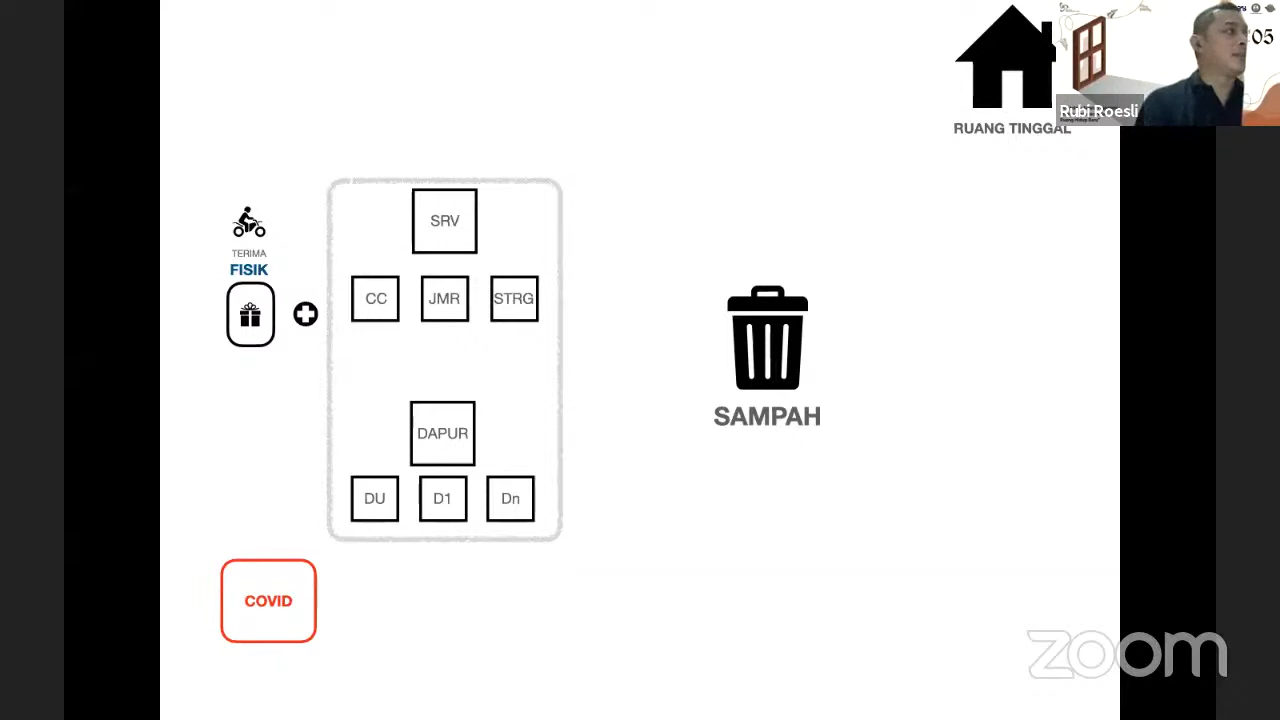 05
Rubi Roesli
RUANG TINGGAL
SRV
TERIMA
FISIK
CC
JMR
STRG
DAPUR
SAMPAH
DU
D1
Dn
COVID
zoom